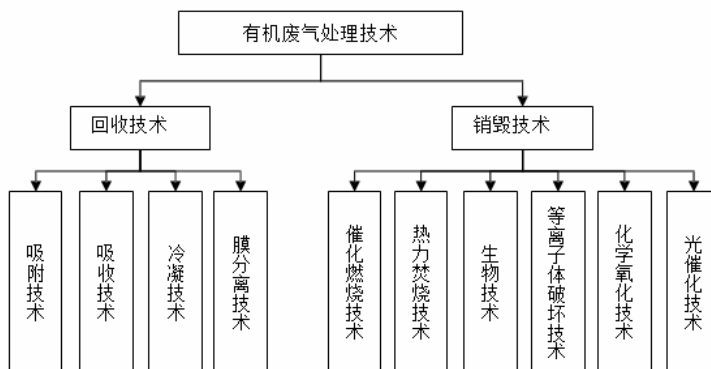 有机废气处理技术
回收技术
销毁技术
吸附技术
吸收技术
冷凝技术
膜分离技术
催化燃烧技术
热力焚烧技术
生物技术
等离子体破坏技术
化学氧化技术
光催化技术